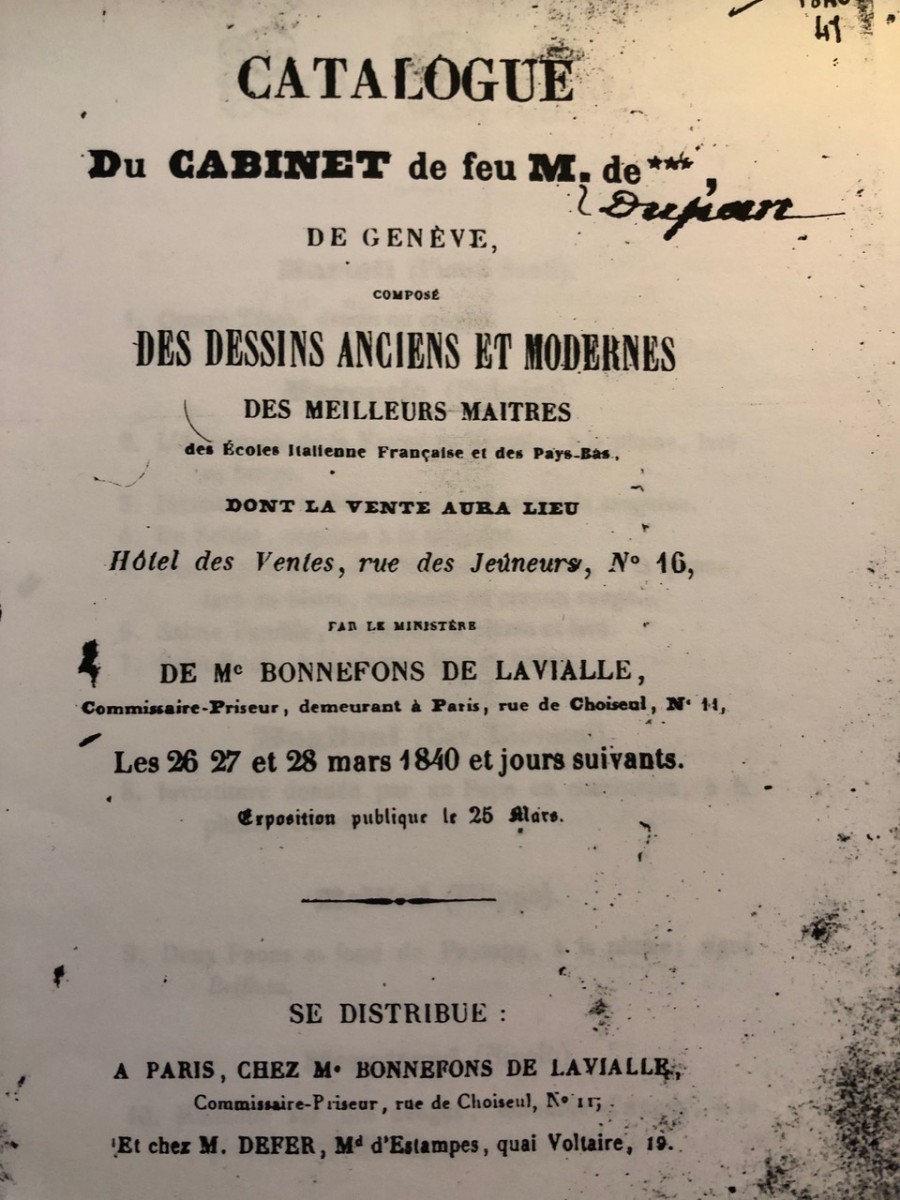 41
CATALOGUE
Du CABINET de feu M. de ***,
Dupan
DE GENÈVE,
COMPOSÉ
DES DESSINS ANCIENS ET MODERNES
DES MEILLEURS MAITRES
des Écoles Italienne Française et des Pays-Bas,
DONT LA VENTE AURA LIEU
Hôtel des Ventes, rue des Jeûneurs, No 16,
PAR LE MINISTÈRE
DE Me BONNEFONS DE LAVIALLE,
Commissaire-Priseur, demeurant à Paris, rue de Choiseul, No 11,
Les 26 27 et 28 mars 1840 et jours suivants.
Exposition publique le 25 Mars.
SE DISTRIBUE :
A PARIS, CHEZ Me BONNEFONS DE LAVIALLE,
Commissaire-Priseur, rue de Choiseul, No 11;
Et chez M. DEFER, Md d'Estampes, quai Voltaire, 19.